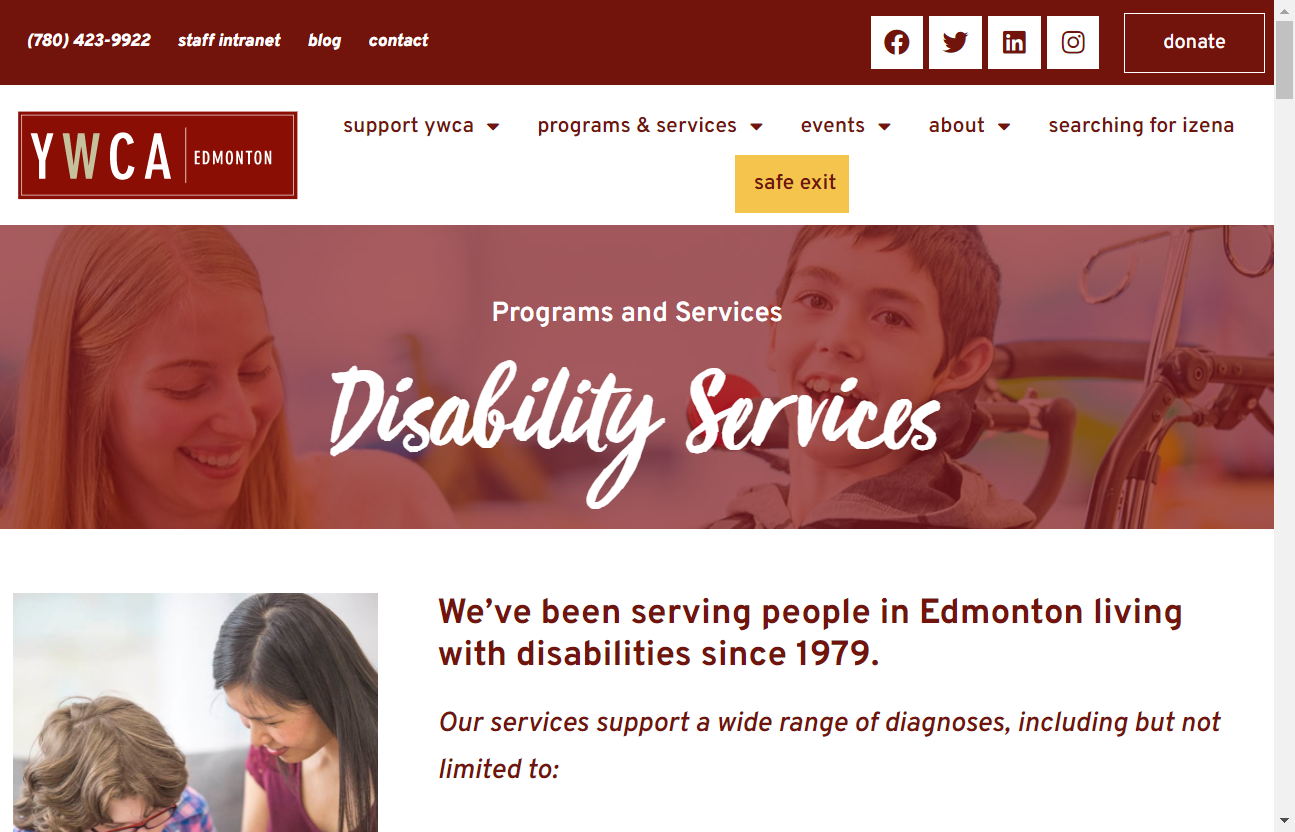 (780) 423-9922 staff intranet blog contact
donate
YWCA EDMONTON
support ywca programs & services events about searching for izena
safe exit
Programs and Services
Disability Services
We've been serving people in Edmonton living
with disabilities since 1979.
Our services support a wide range of diagnoses, including but not
limited to: